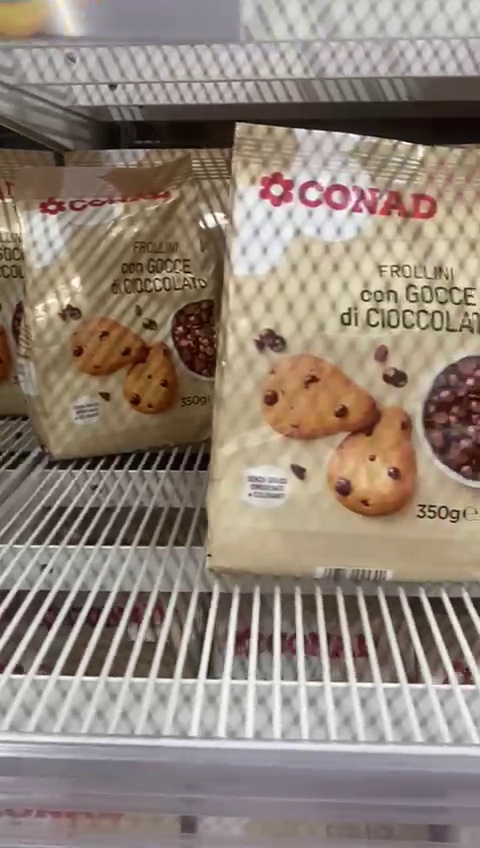 CONAD
FROLLINI
con GOCCE
di CIOCCOLATO
350g
CONAD
FROLLINI
con GOCCE
di CIOCCOLAT
350g e